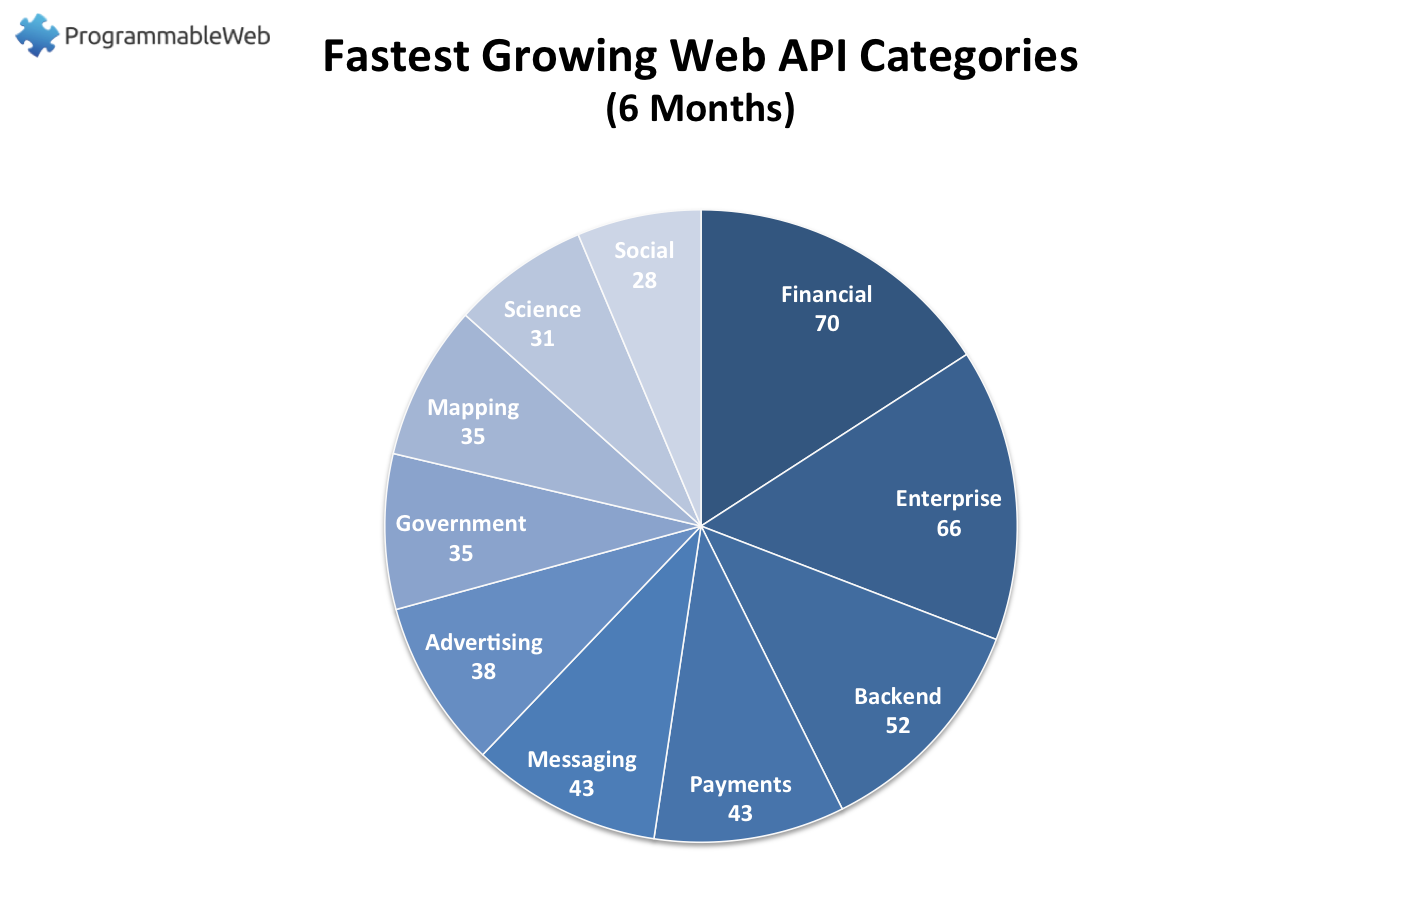 ProgrammableWeb
Fastest Growing Web API Categories
(6 Months)
Social
28
Financial
70
Science
31
Mapping
35
Enterprise
66
Government
35
Advertising
38
Backend
52
Messaging
43
Payments
43